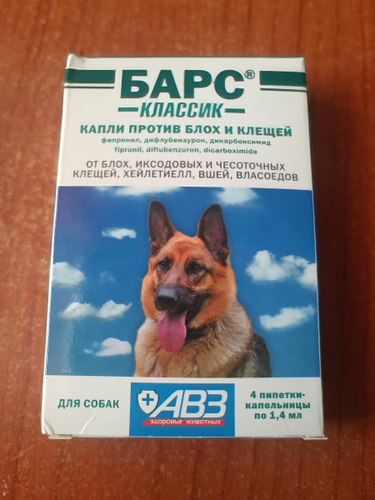 БАРС®
КЛАССИК
КАПЛИ ПРОТИВ БЛОХ И КЛЕЩЕЙ
фипронил, дифлубензурон, дикарбоксимид
fipronil, diflubenzuron, dicarboximide
ОТ БЛОХ, ИКСОДОВЫХ И ЧЕСОТОЧНЫХ
КЛЕЩЕЙ, ХЕЙЛЕТИЕЛЛ, ВШЕЙ, ВЛАСОЕДОВ
ДЛЯ СОБАК
АВЗ
здоровье животных
4 пипетки-
капельницы
по 1,4 мл